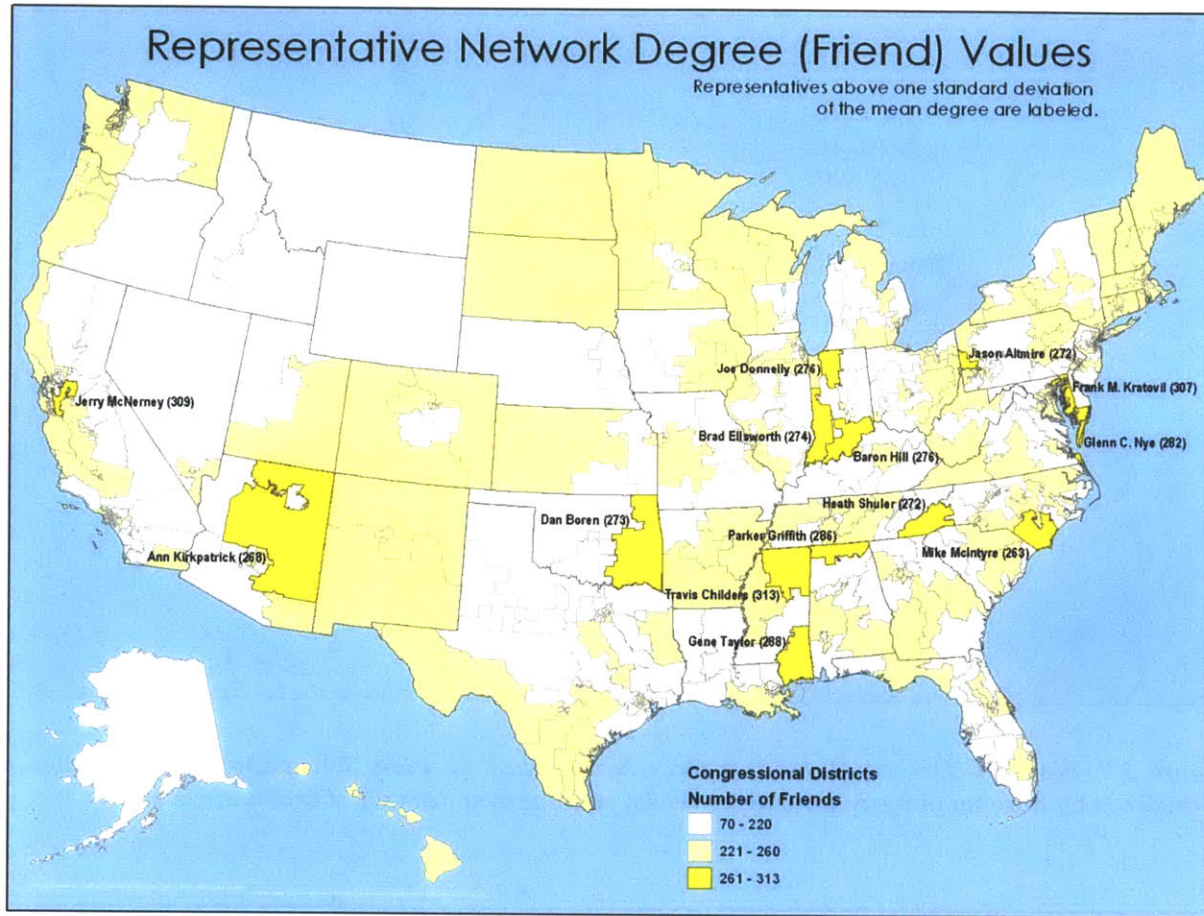 Representative Network Degree (Friend) Values
Representatives above one standard deviation
of the mean degree are labeled.
Jason Altmire (272)
Joe Donnelly (276)
Frank M. Kratovil (307)
Jerry McNerney (309)
Brad Ellsworth (274)
Glenn C. Nye (282)
Baron Hill (276)
Heath Shuler (272)
Dan Boren (273)
Parker Griffith (286)
Mike McIntyre (263)
Ann Kirkpatrick (268)
Travis Childers (313)
Gene Taylor (288)
Congressional Districts
Number of Friends
70 - 220
221 - 260
261 - 313